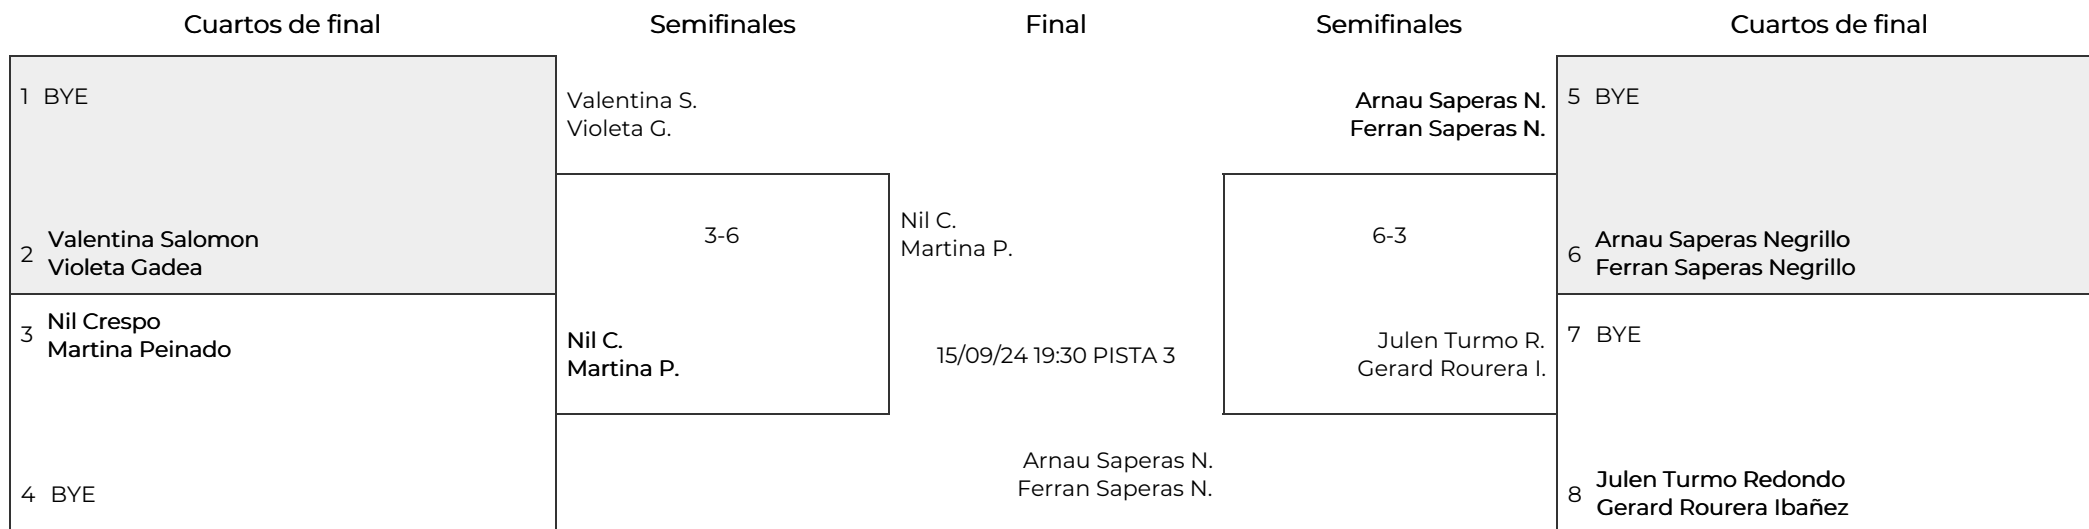 Cuartos de final
Semifinales
Final
Semifinales
Cuartos de final
1 BYE
2 Valentina Salomon
Violeta Gadea
3 Nil Crespo
Martina Peinado
4 BYE
Valentina S.
Violeta G.
3-6
Nil C.
Martina P.
Nil C.
Martina P.
15/09/24 19:30 PISTA 3
Arnau Saperas N.
Ferran Saperas N.
Arnau Saperas N.
Ferran Saperas N.
6-3
Julen Turmo R.
Gerard Rourera I.
5 BYE
6 Arnau Saperas Negrillo
Ferran Saperas Negrillo
7 BYE
8 Julen Turmo Redondo
Gerard Rourera Ibañez